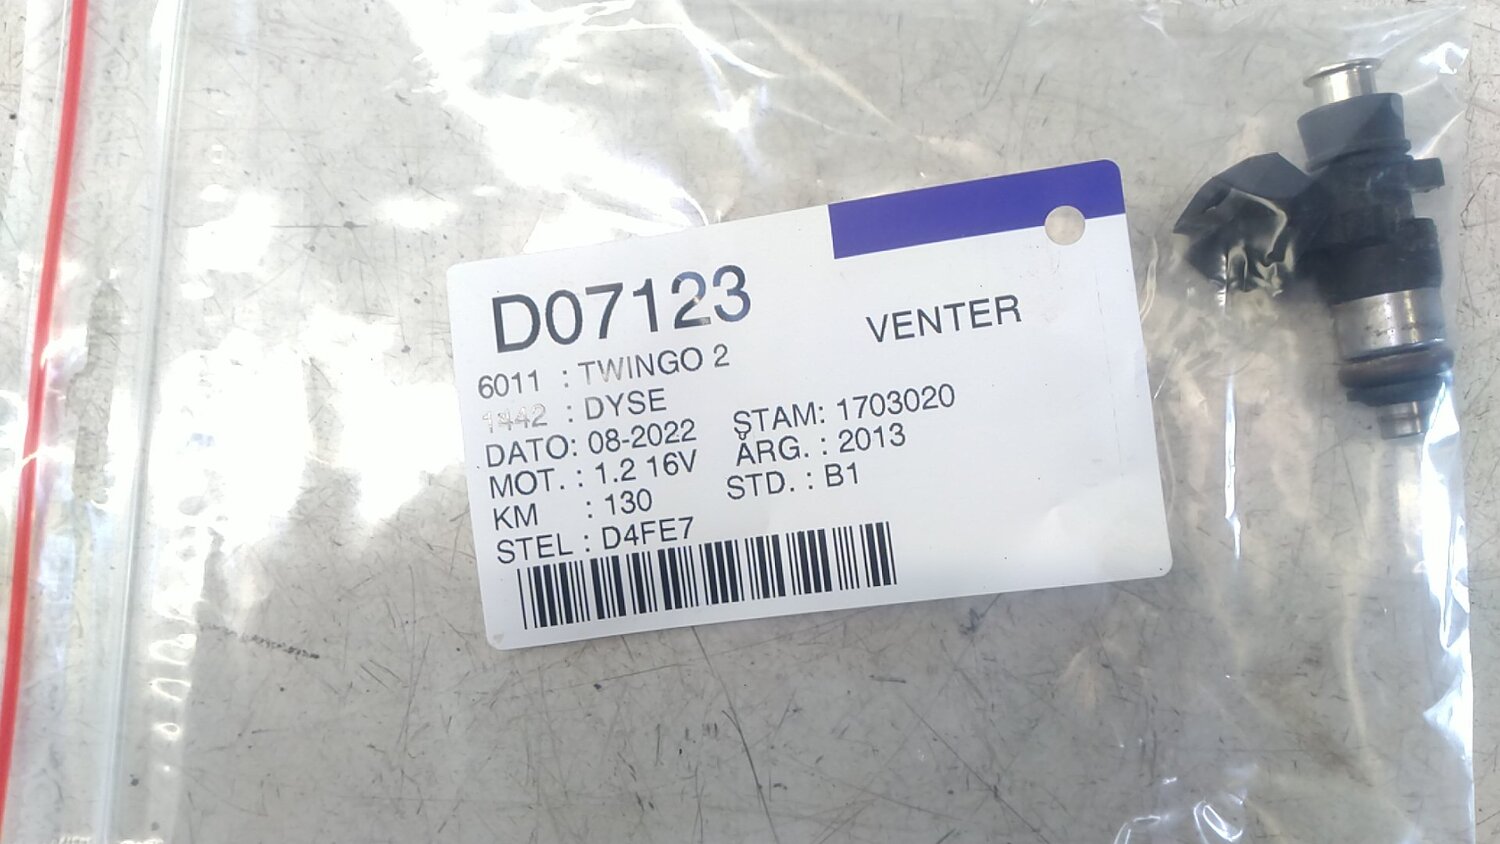 D07123
VENTER
6011 : TWINGO 2
1442 : DYSE
DATO: 08-2022 STAM: 1703020
MOT. : 1.2 16V ÅRG. : 2013
KM : 130 STD. : B1
STEL : D4FE7